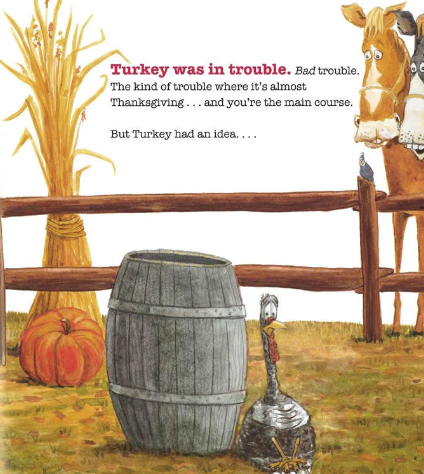 Turkey was in trouble. Bad trouble.
The kind of trouble where it's almost
Thanksgiving . . . and you're the main course.
But Turkey had an idea. . . .